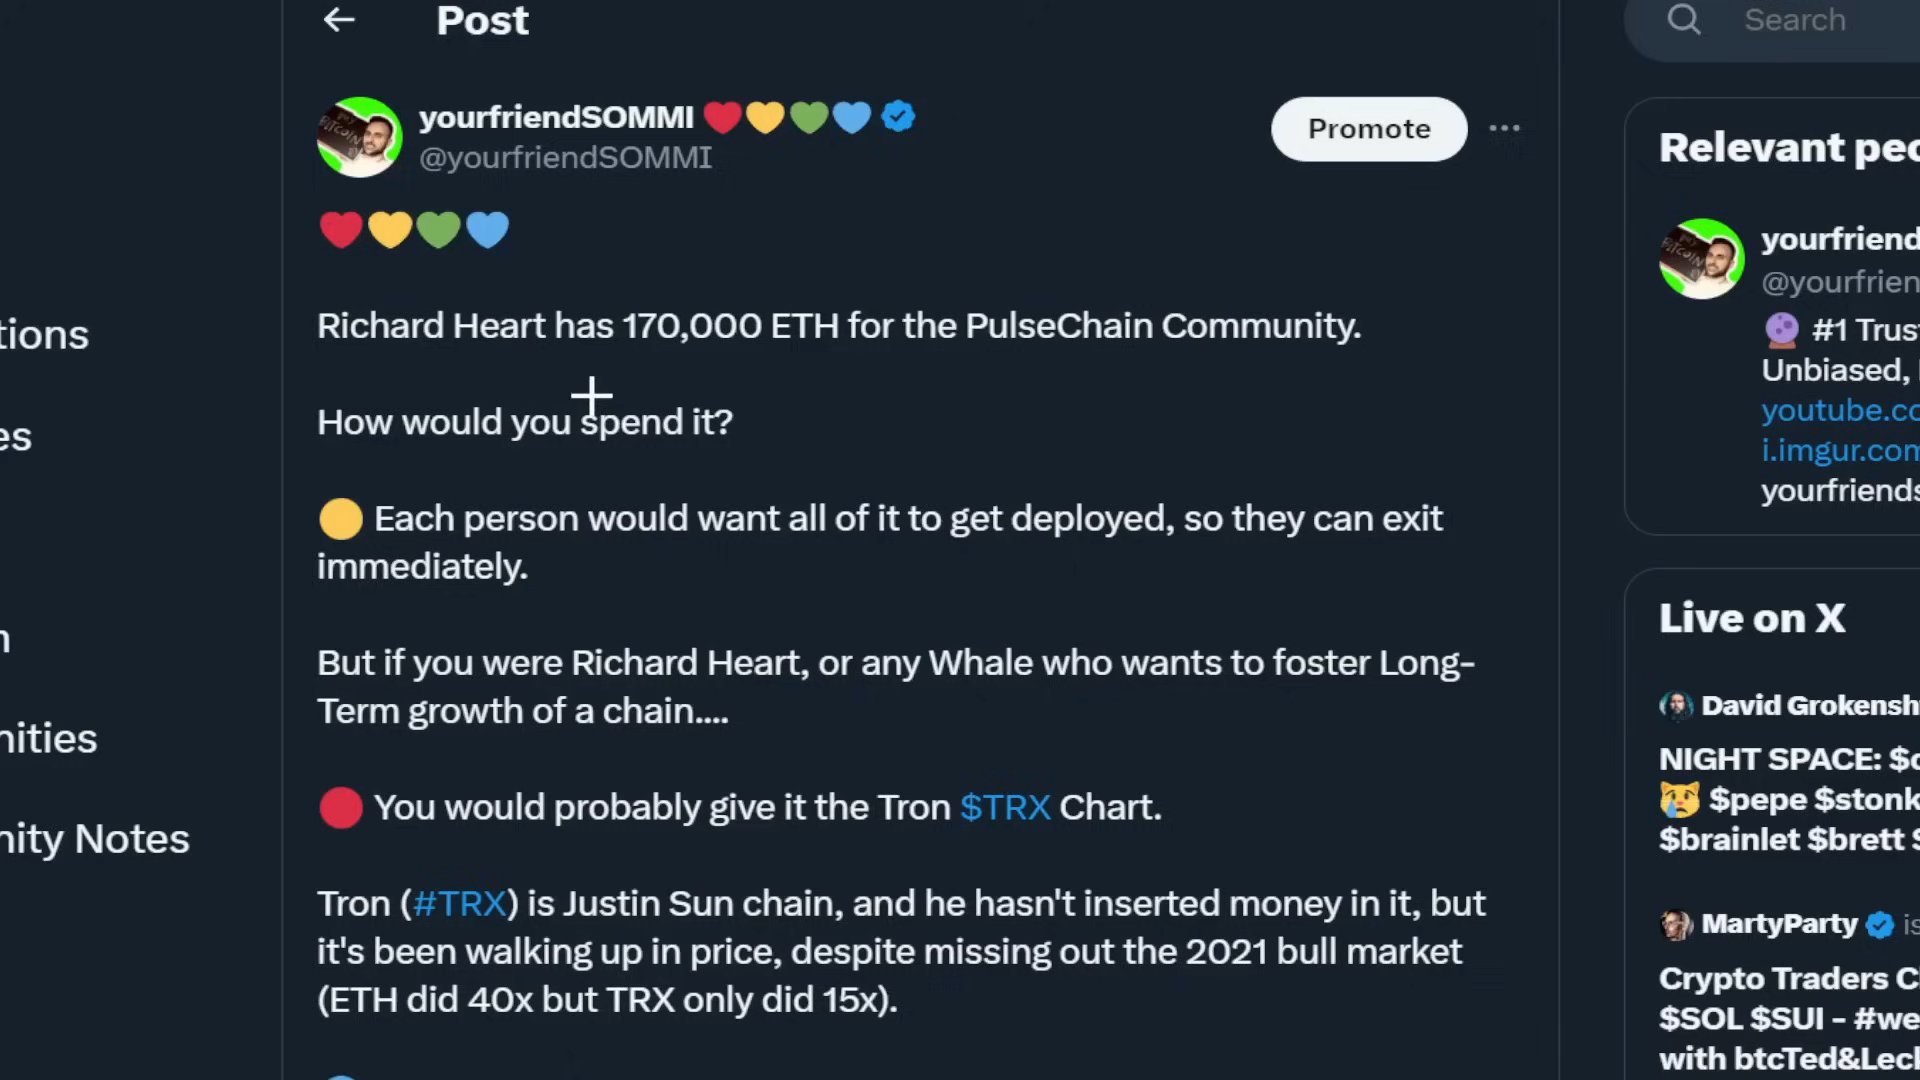 Post
Search
yourfriendSOMMI
@yourfriendSOMMI
Promote
Richard Heart has 170,000 ETH for the PulseChain Community.
How would you spend it?
Each person would want all of it to get deployed, so they can exit
immediately.
But if you were Richard Heart, or any Whale who wants to foster Long-
Term growth of a chain....
You would probably give it the Tron $TRX Chart.
Tron (#TRX) is Justin Sun chain, and he hasn't inserted money in it, but
it's been walking up in price, despite missing out the 2021 bull market
(ETH did 40x but TRX only did 15x).
tions
es
n
nities
nity Notes
Relevant peo
yourfriend
@yourfrien
#1 Trus
Unbiased,
youtube.co
i.imgur.com
yourfriends
Live on X
David Grokensh
NIGHT SPACE: $c
$pepe $stonk
$brainlet $brett $
MartyParty is
Crypto Traders C
$SOL $SUI - #we
with btcTed&Leck